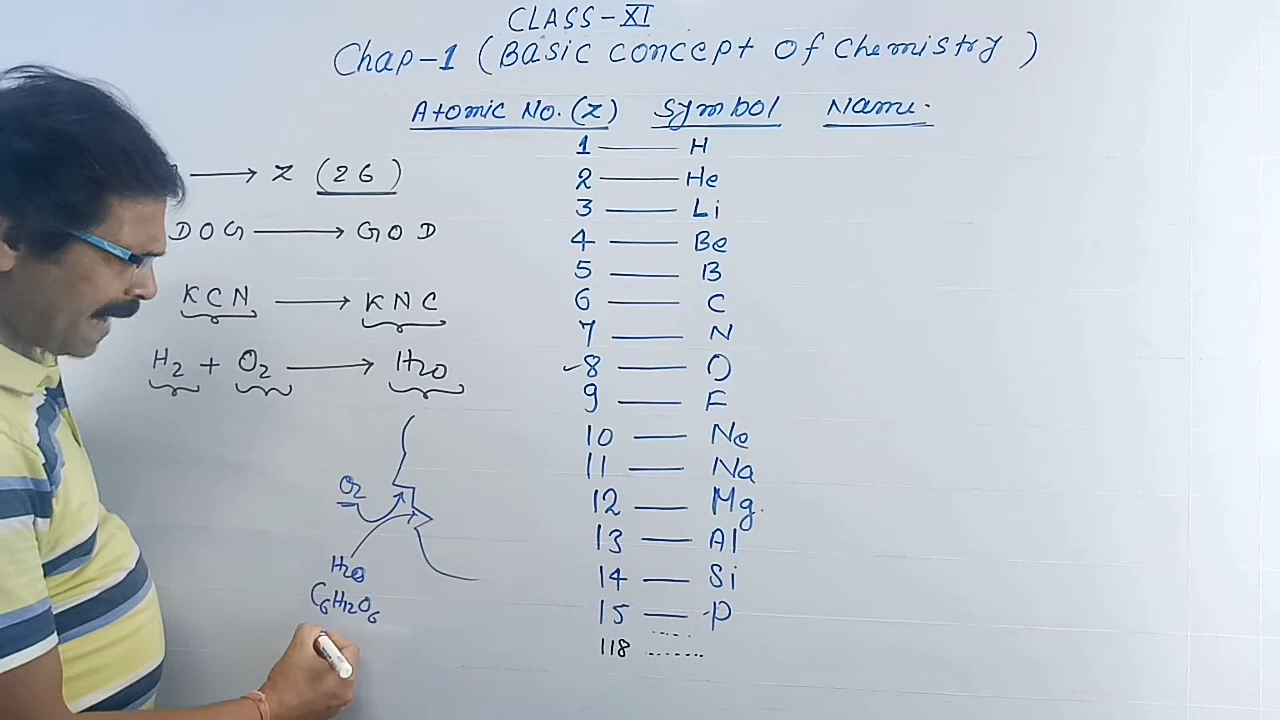 CLASS-XI
Chap-1 (Basic concept of chemistry)
Atomic No.(Z) Symbol Name.
→ Z (26)
DOG → GOD
KCN → KNC
H2 + O2 → H2O
O2
H2O
C6H12O6
1 — H
2 — He
3 — Li
4 — Be
5 — B
6 — C
7 — N
8 — O
9 — F
10 — Ne
11 — Na
12 — Mg.
13 — Al
14 — Si
15 — P
.....
118 .......